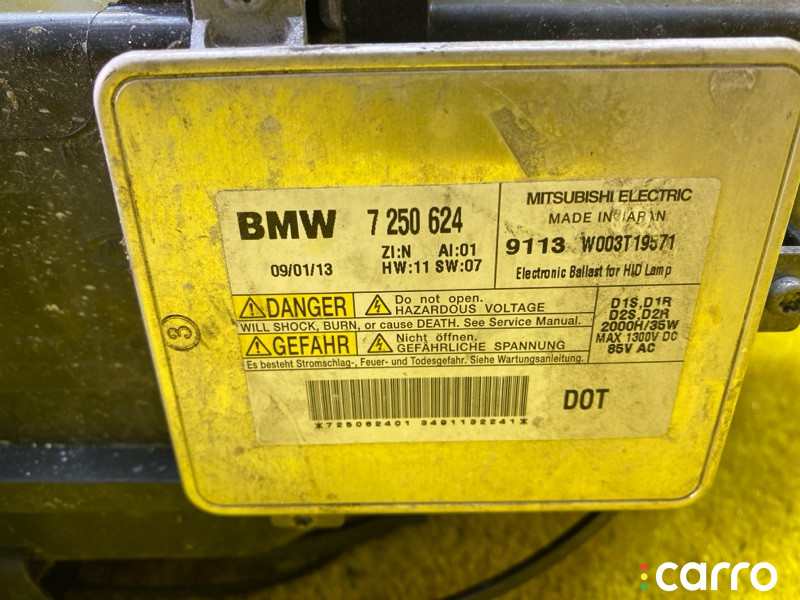 BMW 7 250 624
ZI:N AI:01
09/01/13 HW:11 SW:07
MITSUBISHI ELECTRIC
MADE IN JAPAN
9113 W003T19571
Electronic Ballast for HID Lamp
DANGER Do not open.
HAZARDOUS VOLTAGE
WILL SHOCK, BURN, or cause DEATH. See Service Manual.
GEFAHR Nicht öffnen.
GEFÄHRLICHE SPANNUNG
Es besteht Stromschlag-, Feuer- und Todesgefahr. Siehe Wartungsanleitung.
D1S,D1R
D2S,D2R
2000H/35W
MAX 1300V DC
85V AC
*725062401 3491132241*
DOT
3
carro